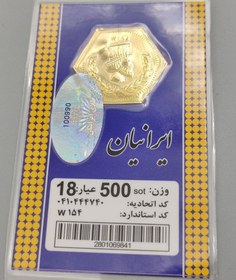 100990
ایرانیان
وزن: 500 sot عیار: 18
کد اتحادیه: ۰۴۱۰۴۴۴۷۴۰
کد استاندارد: W ۱۵۴
2801069841